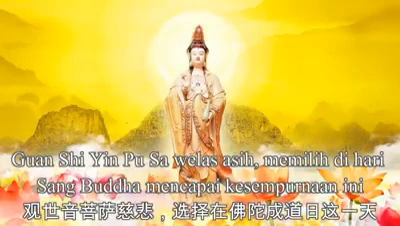 Guan Shi Yin Pu Sa welas asih, memilih di hari
Sang Buddha mencapai kesempurnaan ini
观世音菩萨慈悲，选择在佛陀成道日这一天